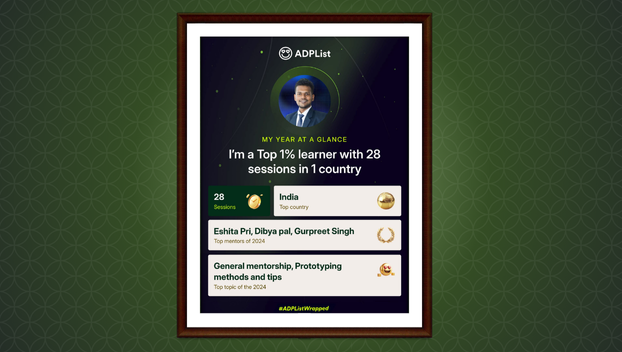 ADPList
MY YEAR AT A GLANCE
I'm a Top 1% learner with 28
sessions in 1 country
28
Sessions
India
Top country
Eshita Pri, Dibya pal, Gurpreet Singh
Top mentors of 2024
General mentorship, Prototyping
methods and tips
Top topic of the 2024
#ADPListWrapped